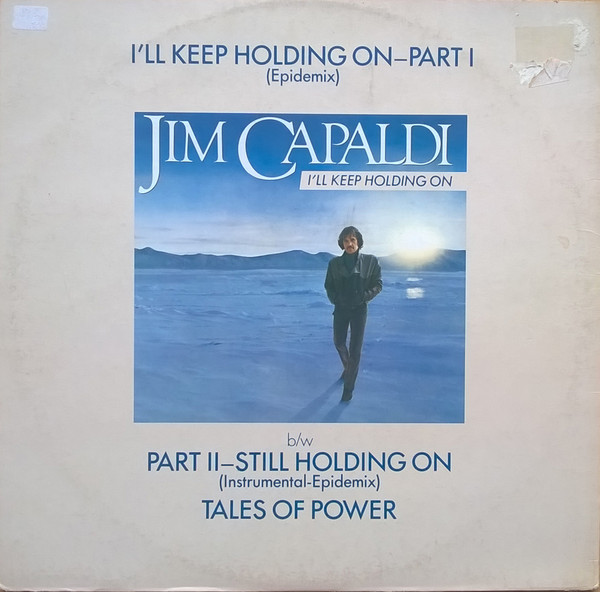 I'LL KEEP HOLDING ON–PART I
(Epidemix)
JIM CAPALDI
I'LL KEEP HOLDING ON
b/w
PART II–STILL HOLDING ON
(Instrumental-Epidemix)
TALES OF POWER